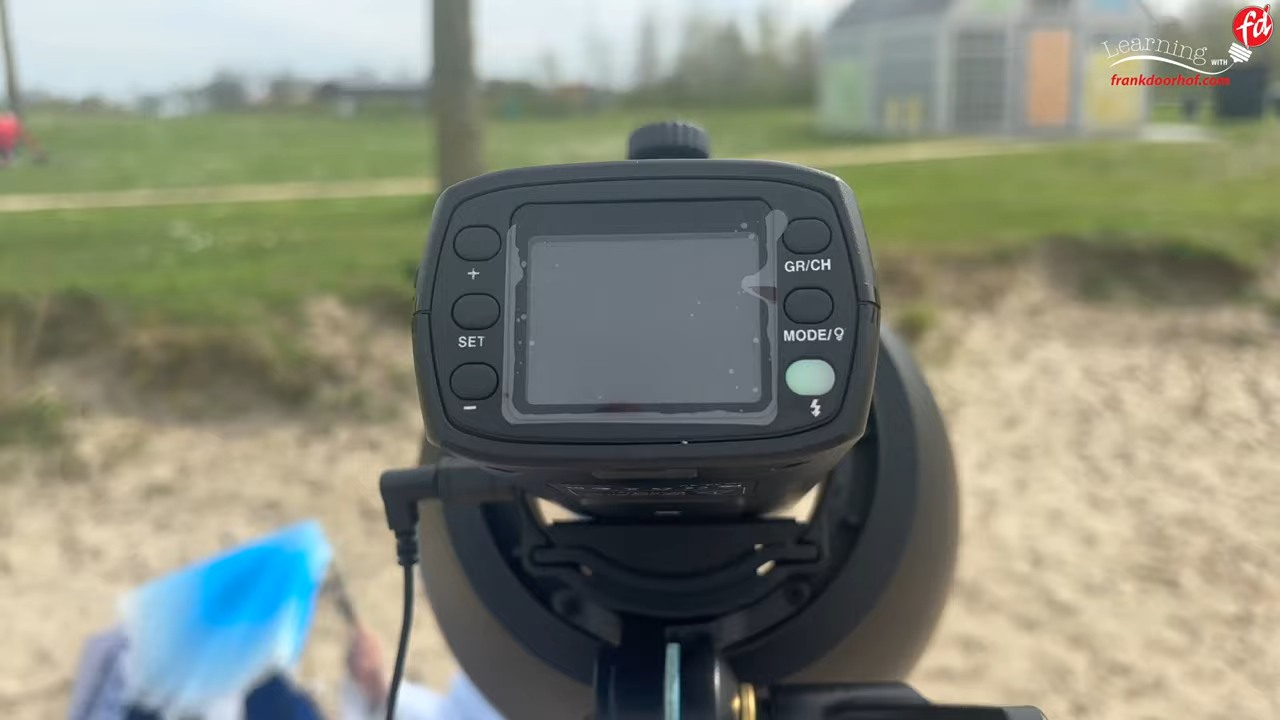 fd
Learning WITH
frankdoorhof.com
+
GR/CH
SET
MODE/
-